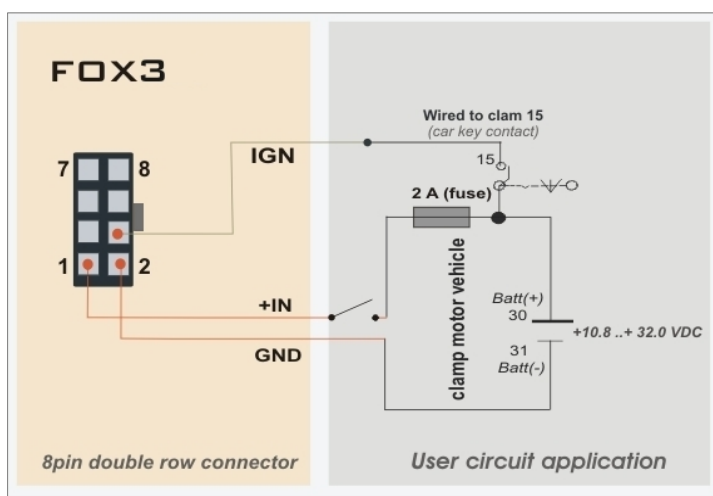 FOX3
7
8
1
2
IGN
+IN
GND
8pin double row connector
Wired to clam 15
(car key contact)
15
2 A (fuse)
clamp motor vehicle
Batt(+)
30
+10.8 ..+ 32.0 VDC
31
Batt(-)
User circuit application